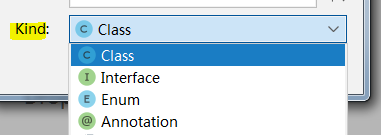 Kind: C Class
C Class
I Interface
E Enum
@ Annotation